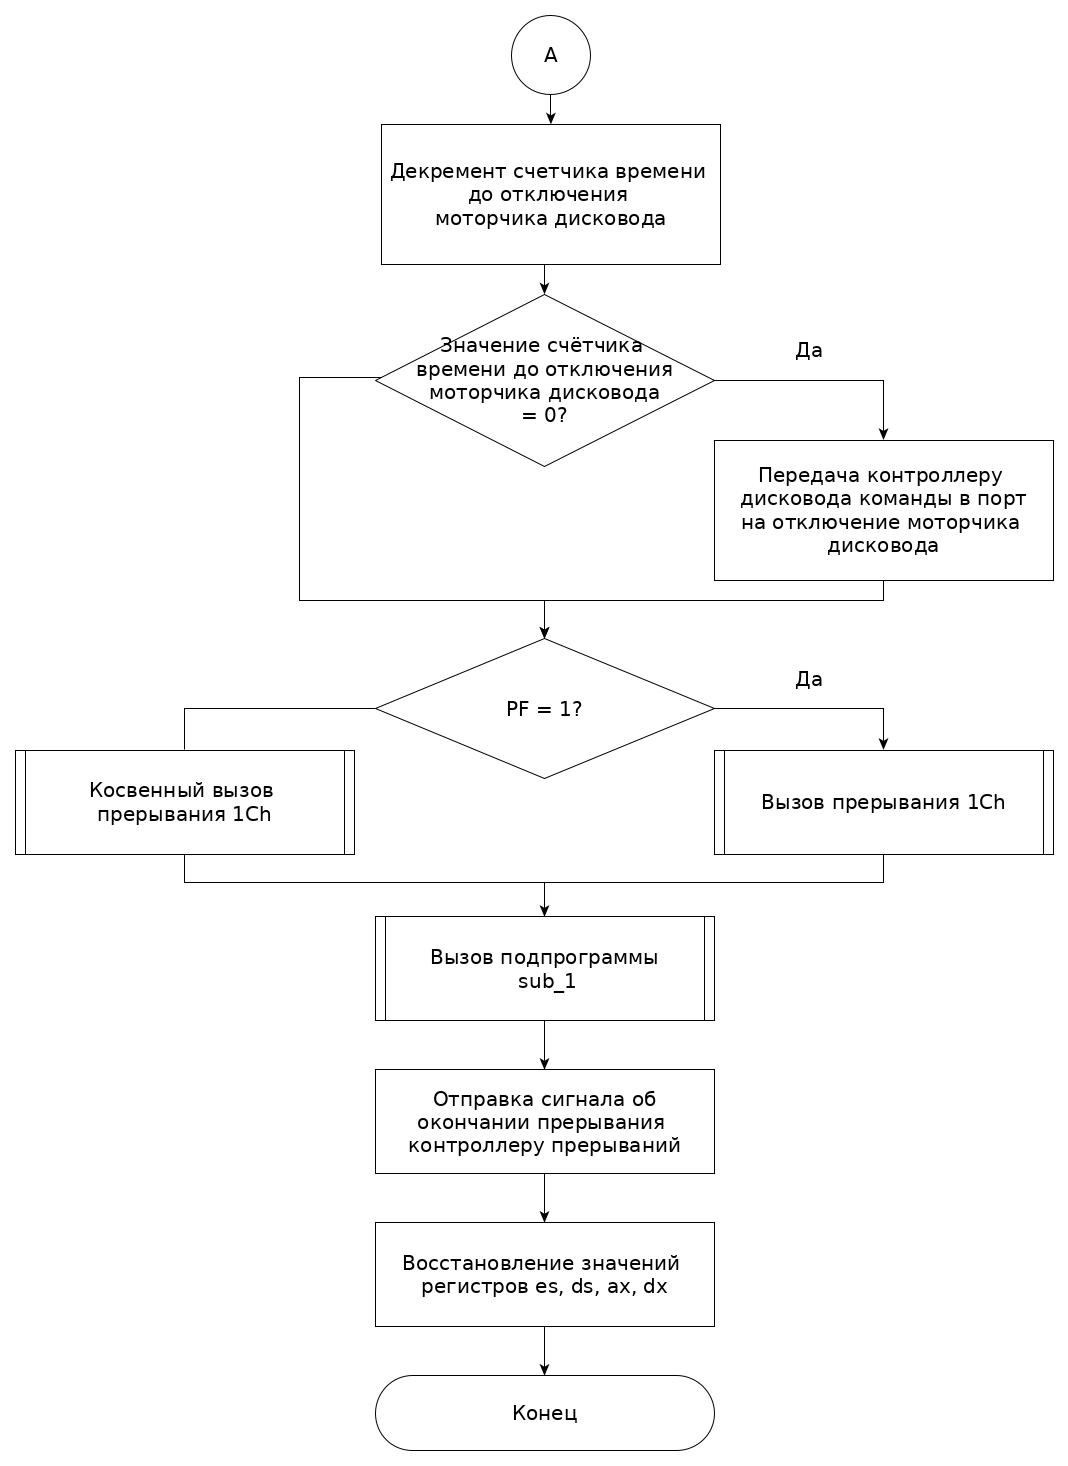 A
Декремент счетчика времени
до отключения
моторчика дисковода
Значение счётчика
времени до отключения
моторчика дисковода
= 0?
Да
Передача контроллеру
дисковода команды в порт
на отключение моторчика
дисковода
PF = 1?
Да
Косвенный вызов
прерывания 1Ch
Вызов прерывания 1Ch
Вызов подпрограммы
sub_1
Отправка сигнала об
окончании прерывания
контроллеру прерываний
Восстановление значений
регистров es, ds, ax, dx
Конец